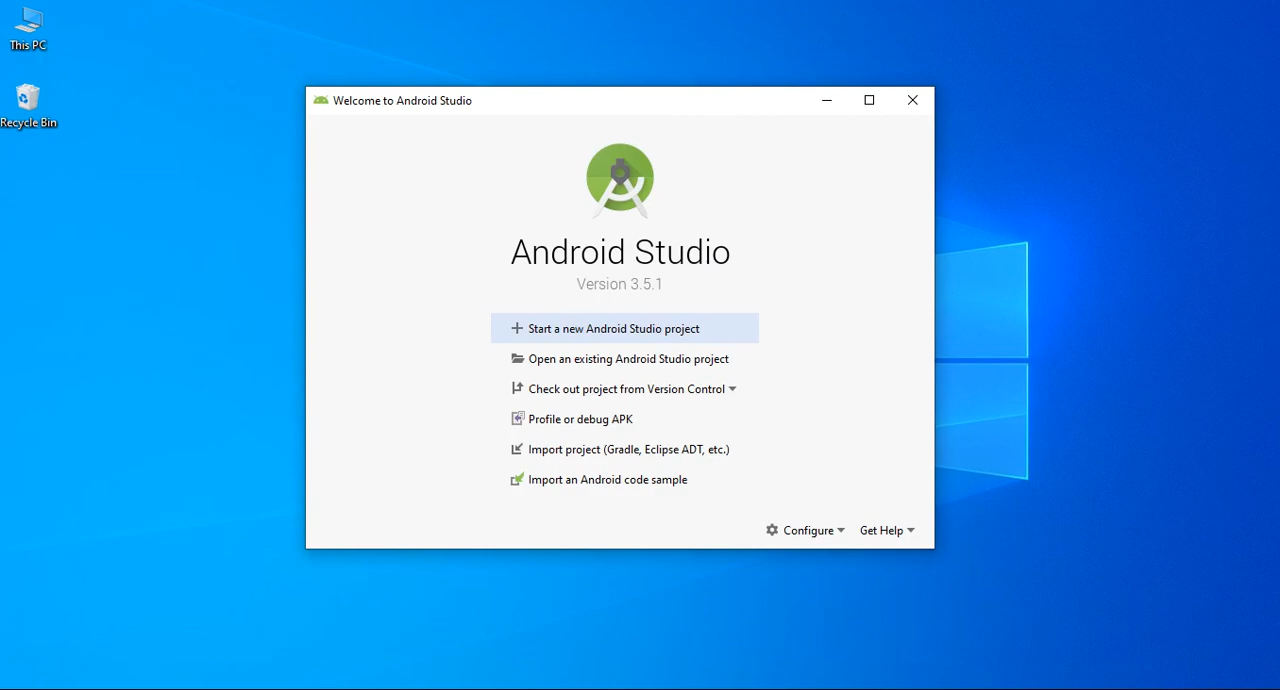 This PC
Recycle Bin
Welcome to Android Studio
Android Studio
Version 3.5.1
Start a new Android Studio project
Open an existing Android Studio project
Check out project from Version Control
Profile or debug APK
Import project (Gradle, Eclipse ADT, etc.)
Import an Android code sample
Configure Get Help